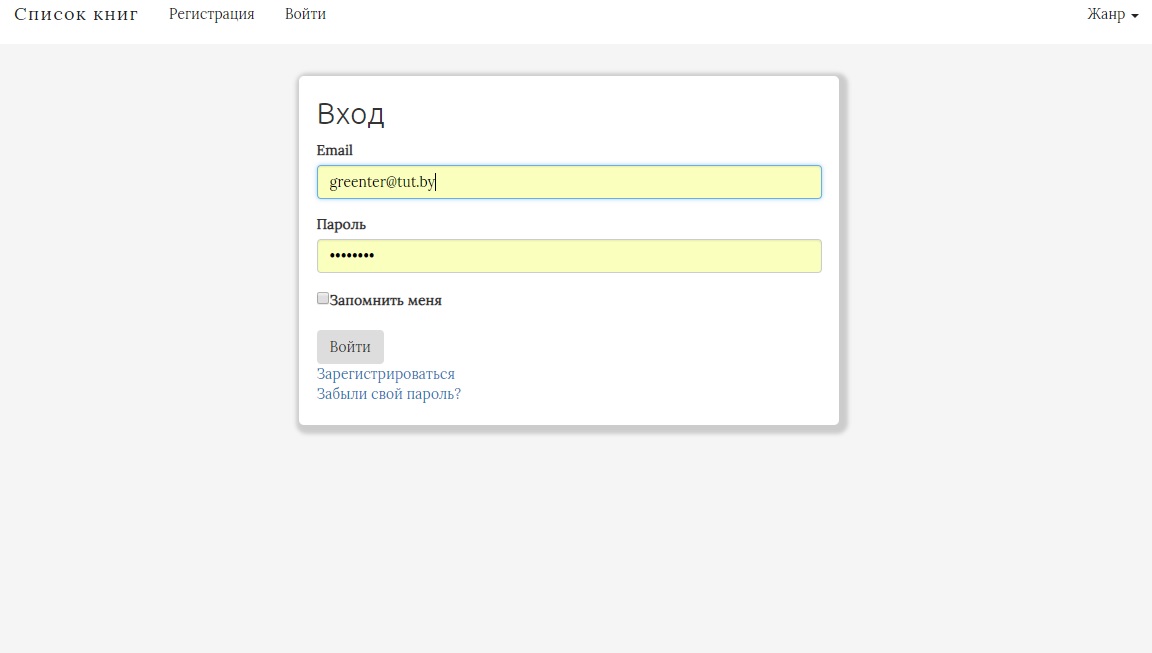 Список книг Регистрация Войти Жанр
Вход
Email
greenter@tut.by
Пароль
••••••••
Запомнить меня
Войти
Зарегистрироваться
Забыли свой пароль?